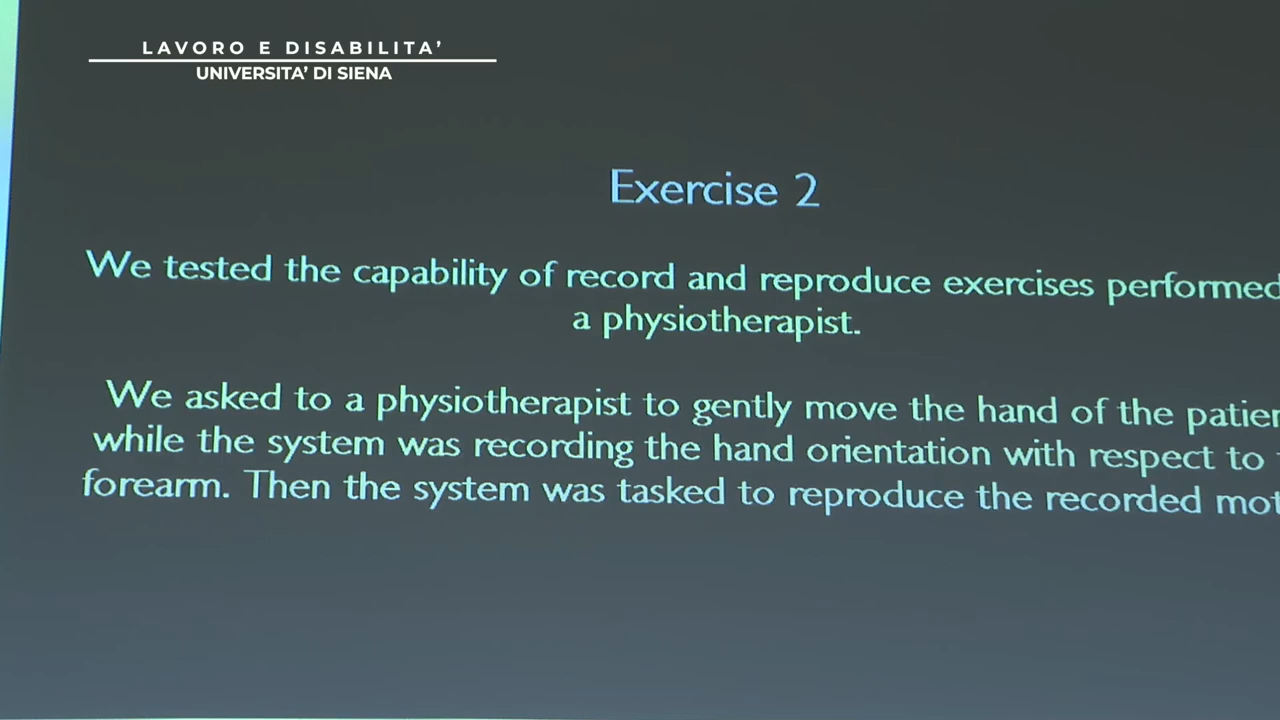 LAVORO E DISABILITA'
UNIVERSITA' DI SIENA
Exercise 2
We tested the capability of record and reproduce exercises performed
a physiotherapist.
We asked to a physiotherapist to gently move the hand of the
while the system was recording the hand orientation with respect to
forearm. Then the system was tasked to reproduce the recorded